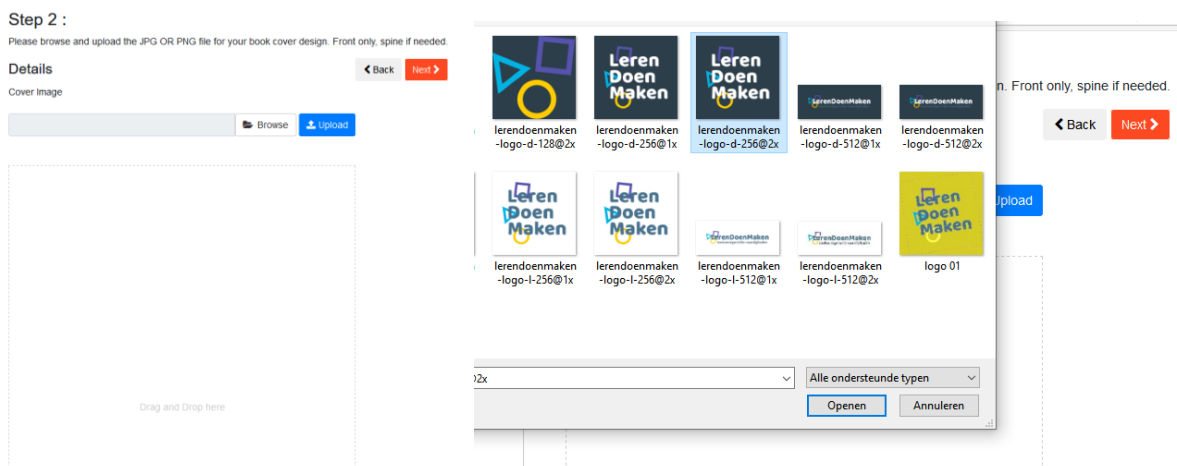 Step 2 :
Please browse and upload the JPG OR PNG file for your book cover design. Front only, spine if needed.
Details
Back
Next
Cover Image
Browse
Upload
Drag and Drop here
Leren
Doen
Maken
Leren
Doen
Maken
LerenDoenMaken
LerenDoenMaken
lerendoenmaken
-logo-d-128@2x
lerendoenmaken
-logo-d-256@1x
lerendoenmaken
-logo-d-256@2x
lerendoenmaken
-logo-d-512@1x
lerendoenmaken
-logo-d-512@2x
Leren
Doen
Maken
Leren
Doen
Maken
LerenDoenMaken
LerenDoenMaken
Leren
Doen
Maken
lerendoenmaken
-logo-l-256@1x
lerendoenmaken
-logo-l-256@2x
lerendoenmaken
-logo-l-512@1x
lerendoenmaken
-logo-l-512@2x
logo 01
@2x
Alle ondersteunde typen
Openen
Annuleren
n. Front only, spine if needed.
Back
Next
Upload